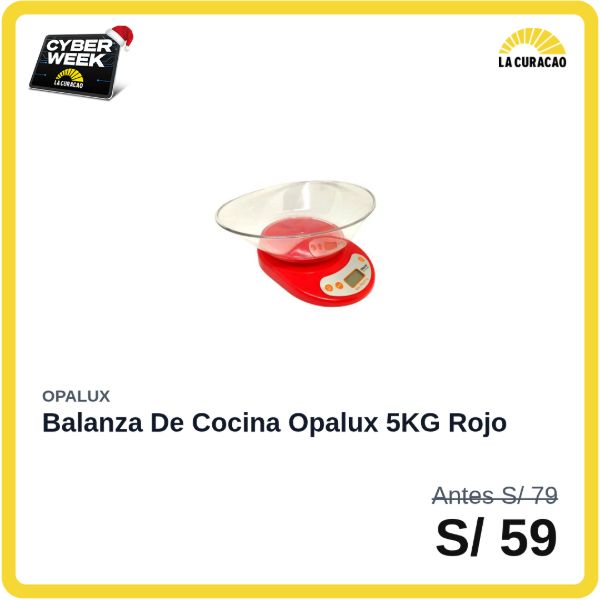 CYBER
WEEK
LA CURACAO
LA CURACAO
OPALUX
Balanza De Cocina Opalux 5KG Rojo
Antes S/ 79
S/ 59